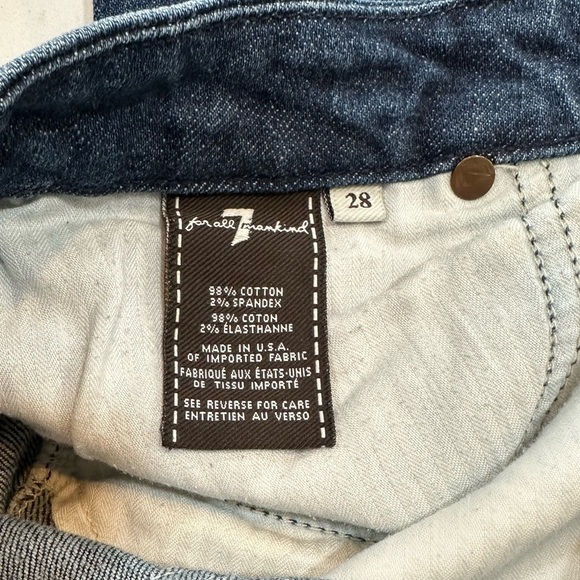 for all 7 mankind
28
98% COTTON
2% SPANDEX
98% COTON
2% ÉLASTHANNE
MADE IN U.S.A.
OF IMPORTED FABRIC
FABRIQUÉ AUX ÉTATS-UNIS
DE TISSU IMPORTÉ
SEE REVERSE FOR CARE
ENTRETIEN AU VERSO